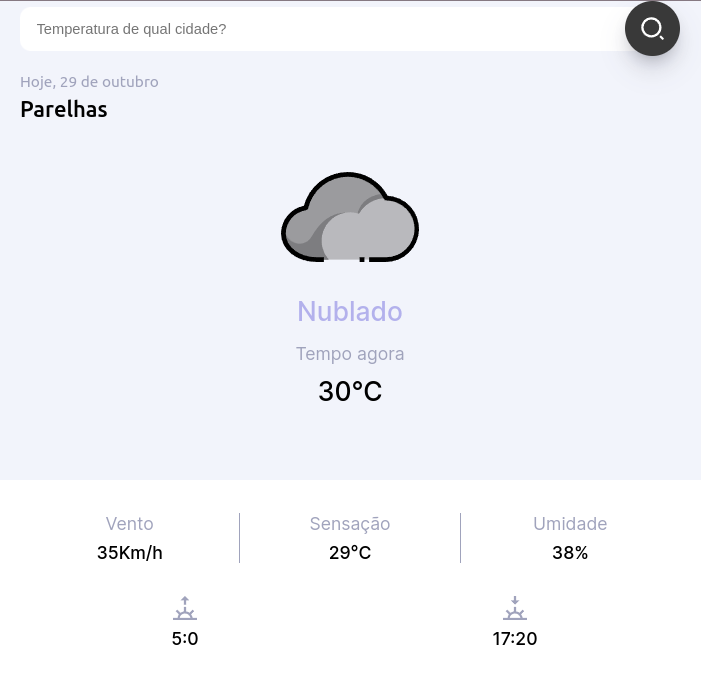 Temperatura de qual cidade?
Hoje, 29 de outubro
Parelhas
Nublado
Tempo agora
30°C
Vento Sensação Umidade
35Km/h 29°C 38%
5:0 17:20